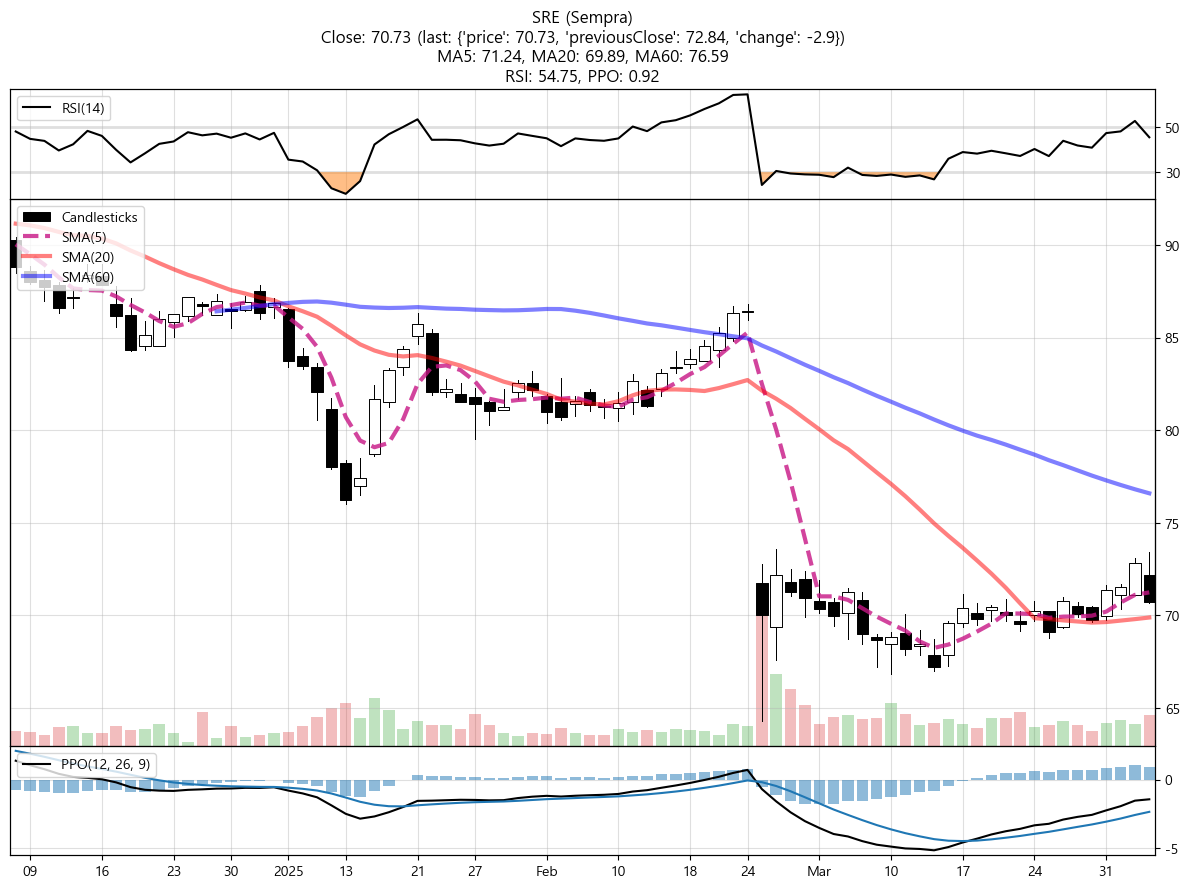 SRE (Sempra)
Close: 70.73 (last: {'price': 70.73, 'previousClose': 72.84, 'change': -2.9})
MA5: 71.24, MA20: 69.89, MA60: 76.59
RSI: 54.75, PPO: 0.92
RSI(14)
50
30
Candlesticks
SMA(5)
SMA(20)
SMA(60)
90
85
80
75
70
65
PPO(12, 26, 9)
0
-5
09 16 23 30 2025 13 21 27 Feb 10 18 24 Mar 10 17 24 31